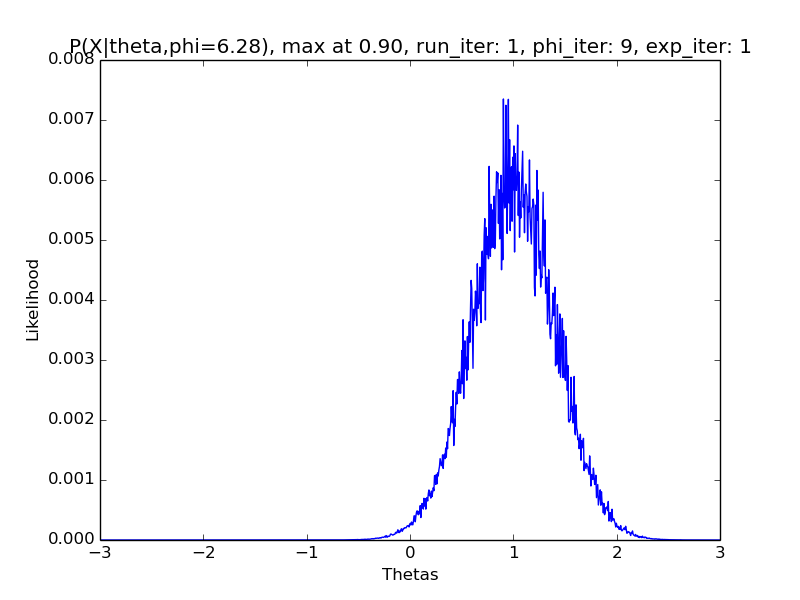 P(X|theta,phi=6.28), max at 0.90, run_iter: 1, phi_iter: 9, exp_iter: 1
0.008
0.007
0.006
0.005
0.004
0.003
0.002
0.001
0.000
Likelihood
−3 −2 −1 0 1 2 3
Thetas